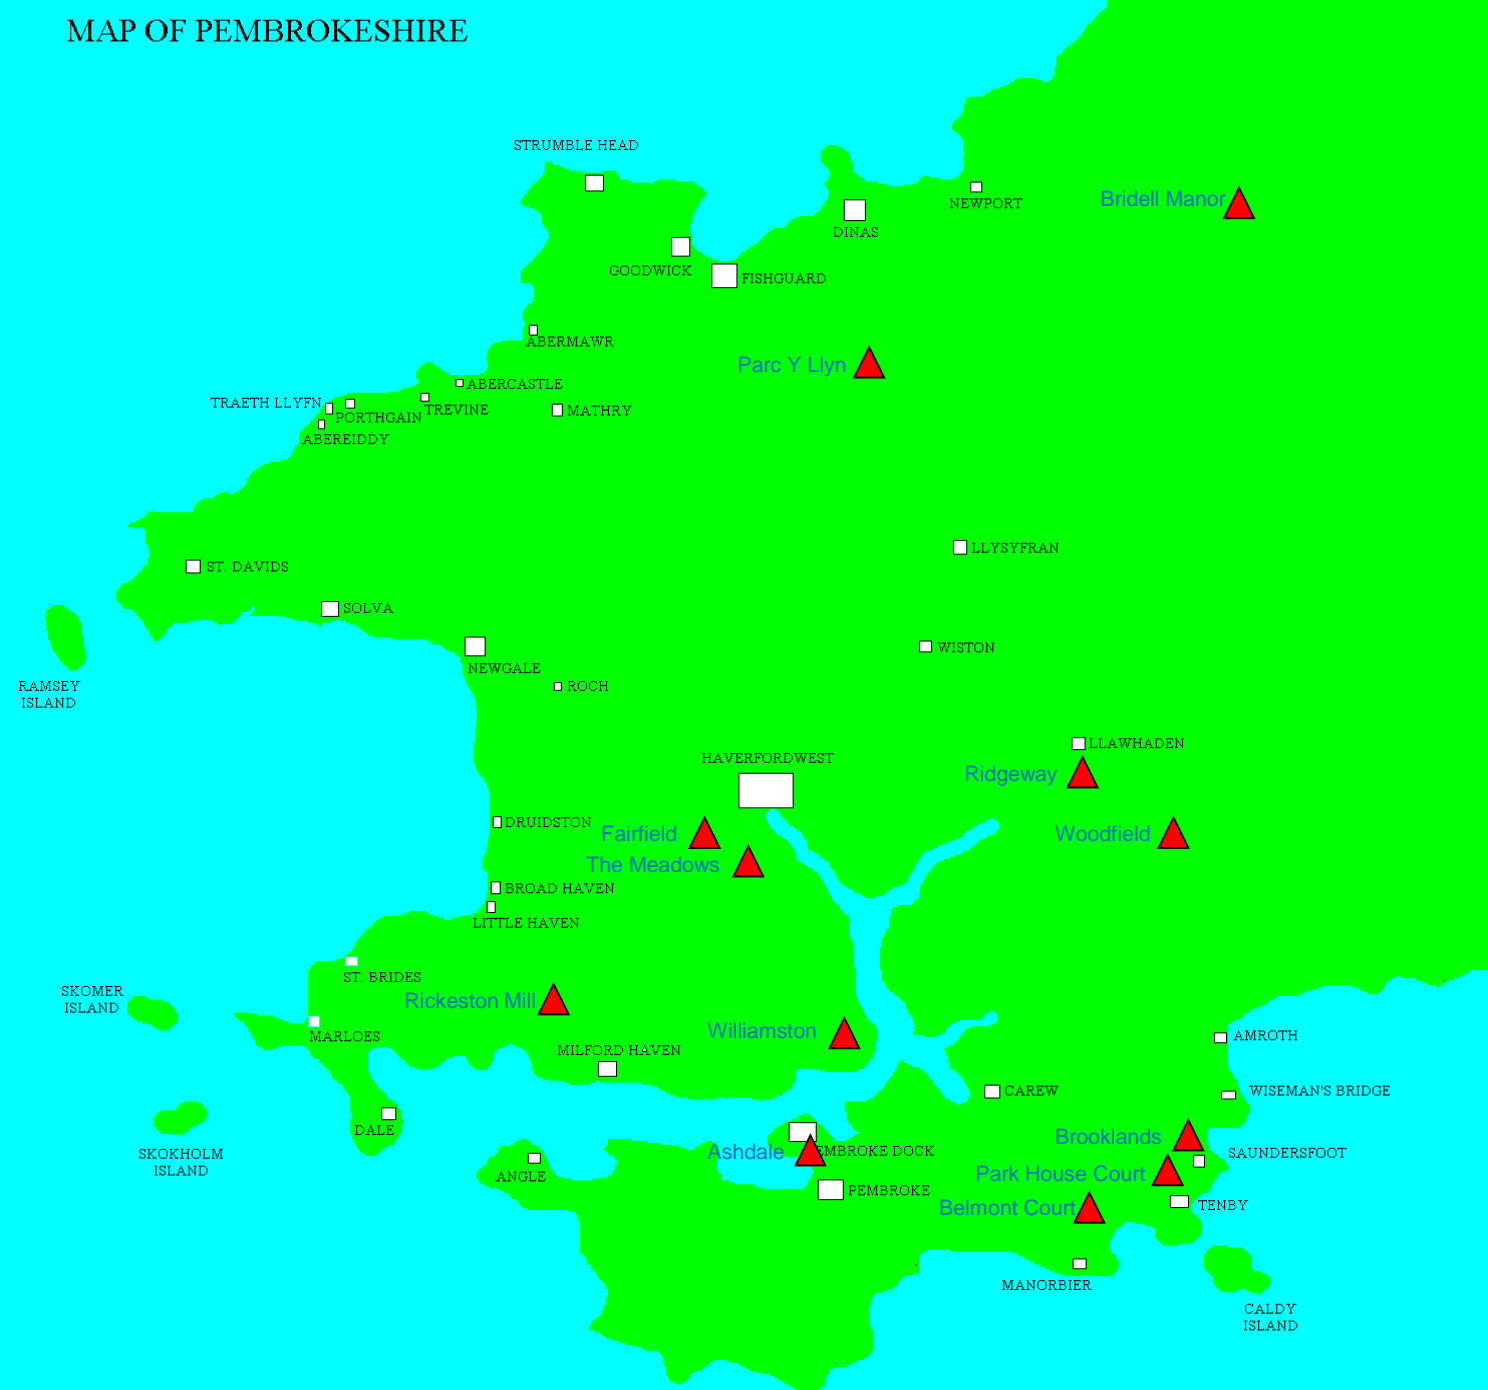 MAP OF PEMBROKESHIRE
STRUMBLE HEAD
NEWPORT
Bridell Manor
DINAS
GOODWICK
FISHGUARD
ABERMAWR
Parc Y Llyn
ABERCASTLE
TRAETH LLYFN
PORTHGAIN
TREVINE
MATHRY
ABEREIDDY
LLYSYFRAN
ST. DAVIDS
SOLVA
WISTON
NEWGALE
RAMSEY
ISLAND
ROCH
LLAWHADEN
HAVERFORDWEST
Ridgeway
DRUIDSTON
Fairfield
Woodfield
The Meadows
BROAD HAVEN
LITTLE HAVEN
ST. BRIDES
SKOMER
ISLAND
Rickeston Mill
Williamston
MARLOES
AMROTH
MILFORD HAVEN
CAREW
WISEMAN'S BRIDGE
DALE
Brooklands
SKOKHOLM
ISLAND
Ashdale
EMBROKE DOCK
SAUNDERSFOOT
ANGLE
Park House Court
PEMBROKE
Belmont Court
TENBY
MANORBIER
CALDY
ISLAND